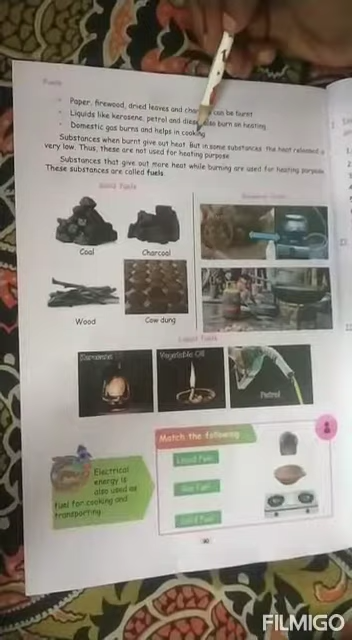 Fuels
• Paper, firewood, dried leaves and can be burnt
• Liquids like kerosene, petrol and diesel also burn on heating
• Domestic gas burns and helps in cooking
Substances when burnt give out heat. But in some substances the heat released is
very low. Thus, these are not used for heating purpose
Substances that give out more heat while burning are used for heating purpose.
These substances are called fuels.
Solid Fuels
Coal
Charcoal
Wood
Cow dung
Liquid Fuels
Kerosene
Vegetable Oil
Petrol
Electrical
energy is
also used as
fuel for cooking and
transporting
Match the following
Liquid Fuel
Gas Fuel
Solid Fuel
FILMIGO